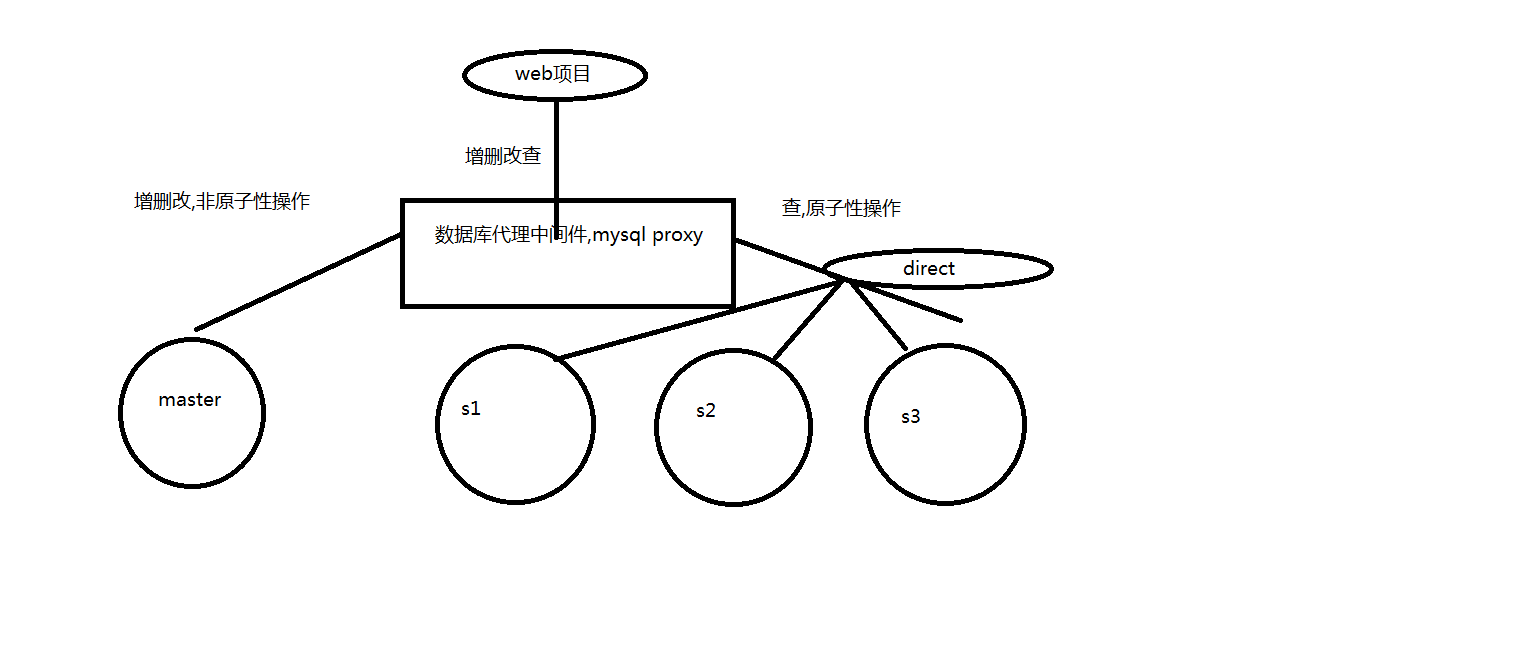 web项目
增删改查
增删改,非原子性操作
查,原子性操作
数据库代理中间件,mysql proxy
direct
master
s1
s2
s3